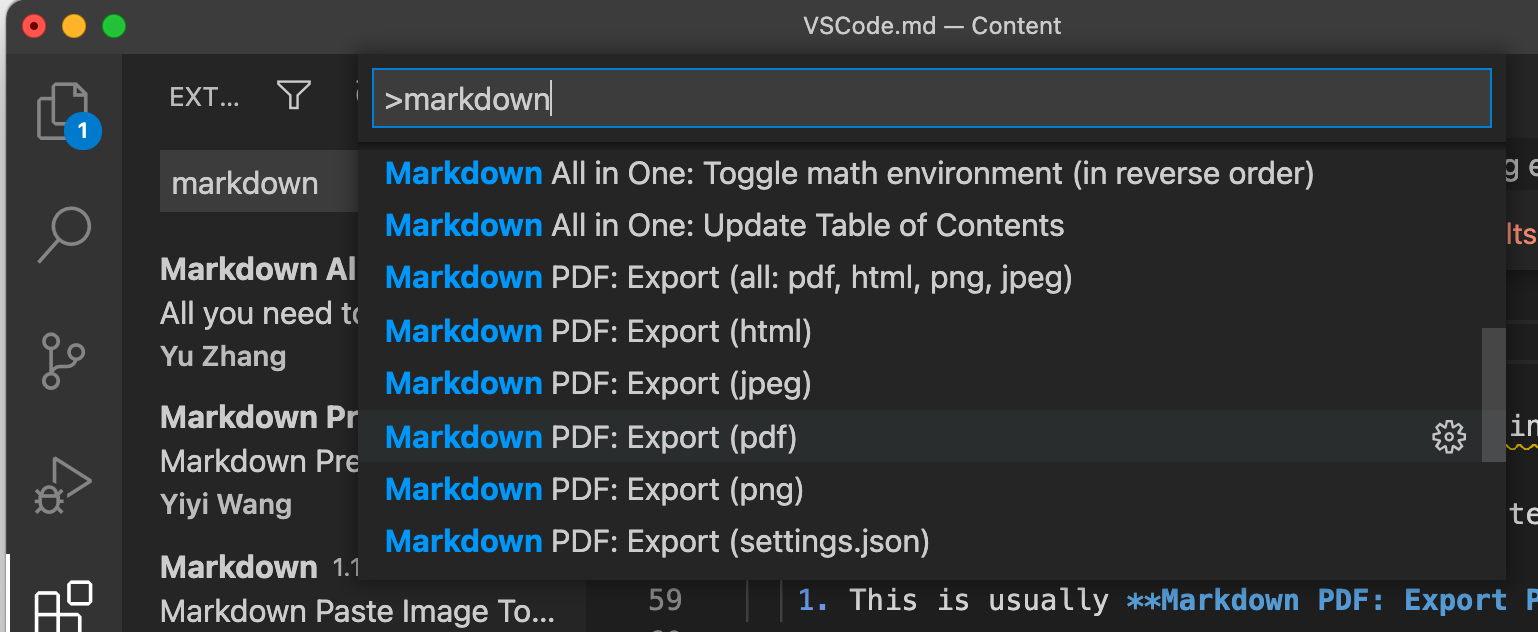 VSCode.md — Content
EXT...
>markdown
1
markdown
Markdown All in One: Toggle math environment (in reverse order)
Markdown All in One: Update Table of Contents
Markdown PDF: Export (all: pdf, html, png, jpeg)
Markdown PDF: Export (html)
Markdown PDF: Export (jpeg)
Markdown PDF: Export (pdf)
Markdown PDF: Export (png)
Markdown PDF: Export (settings.json)
Markdown Al
All you need to
Yu Zhang
Markdown Pr
Markdown Pre
Yiyi Wang
Markdown 1.1
Markdown Paste Image To...
lts
in
te
59 1. This is usually **Markdown PDF: Export P